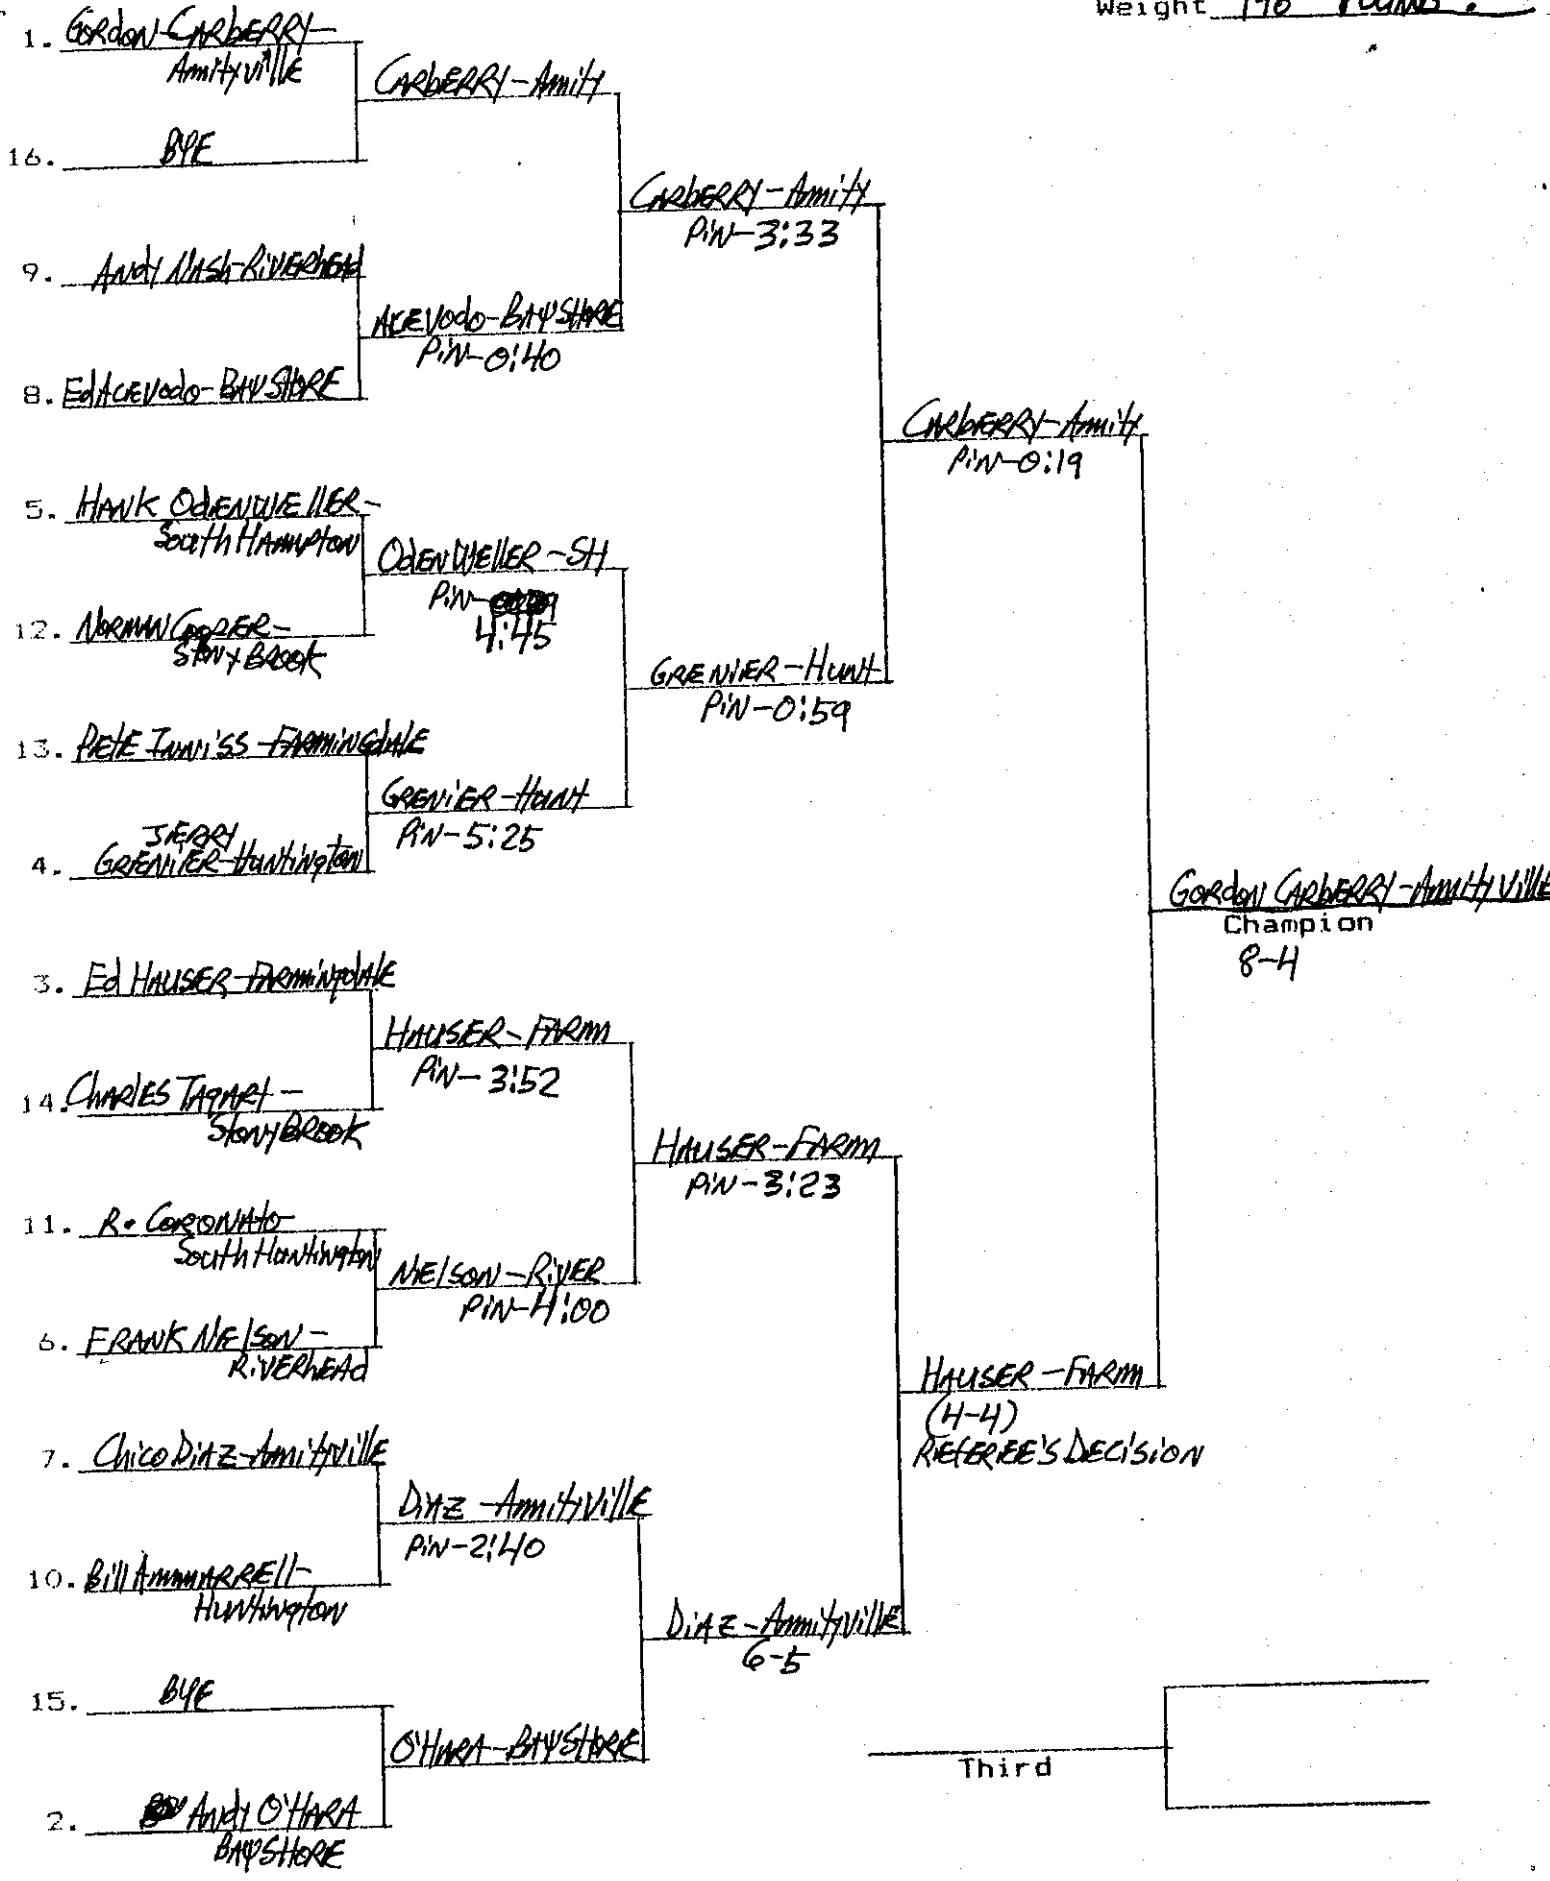 Weight
1. Gordon Carberry-
Amityville
16. BYE
Carberry-Amity
9. Andy Nash-Riverhead
8. Ed Acevodo-BayShore
Acevodo-BayShore
Pin-0:40
Carberry-Amity
Pin-3:33
5. Hank Odenweller-
South Hampton
12. Norman Cooper-
Stony Brook
Odenweller-SH
Pin-
4:45
13. Pete Inniss-Farmingdale
4. Jerry
Grenier-Huntington
Grenier-Hunt
Pin-5:25
Grenier-Hunt
Pin-0:59
Carberry-Amity
Pin-0:19
3. Ed Hauser-Farmingdale
14. Charles Tagart-
Stony Brook
Hauser-Farm
Pin-3:52
11. R. Coronato-
South Huntington
6. Frank Nielson-
Riverhead
Nielson-River
Pin-4:00
Hauser-Farm
Pin-3:23
7. Chico Diaz-Amityville
10. Bill Ammarrell-
Huntington
Diaz-Amityville
Pin-2:40
15. BYE
2. Andy O'Hara
BayShore
O'Hara-BayShore
Diaz-Amityville
6-5
Hauser-Farm
(4-4)
Referee's Decision
Gordon Carberry-Amityville
Champion
8-4
Third